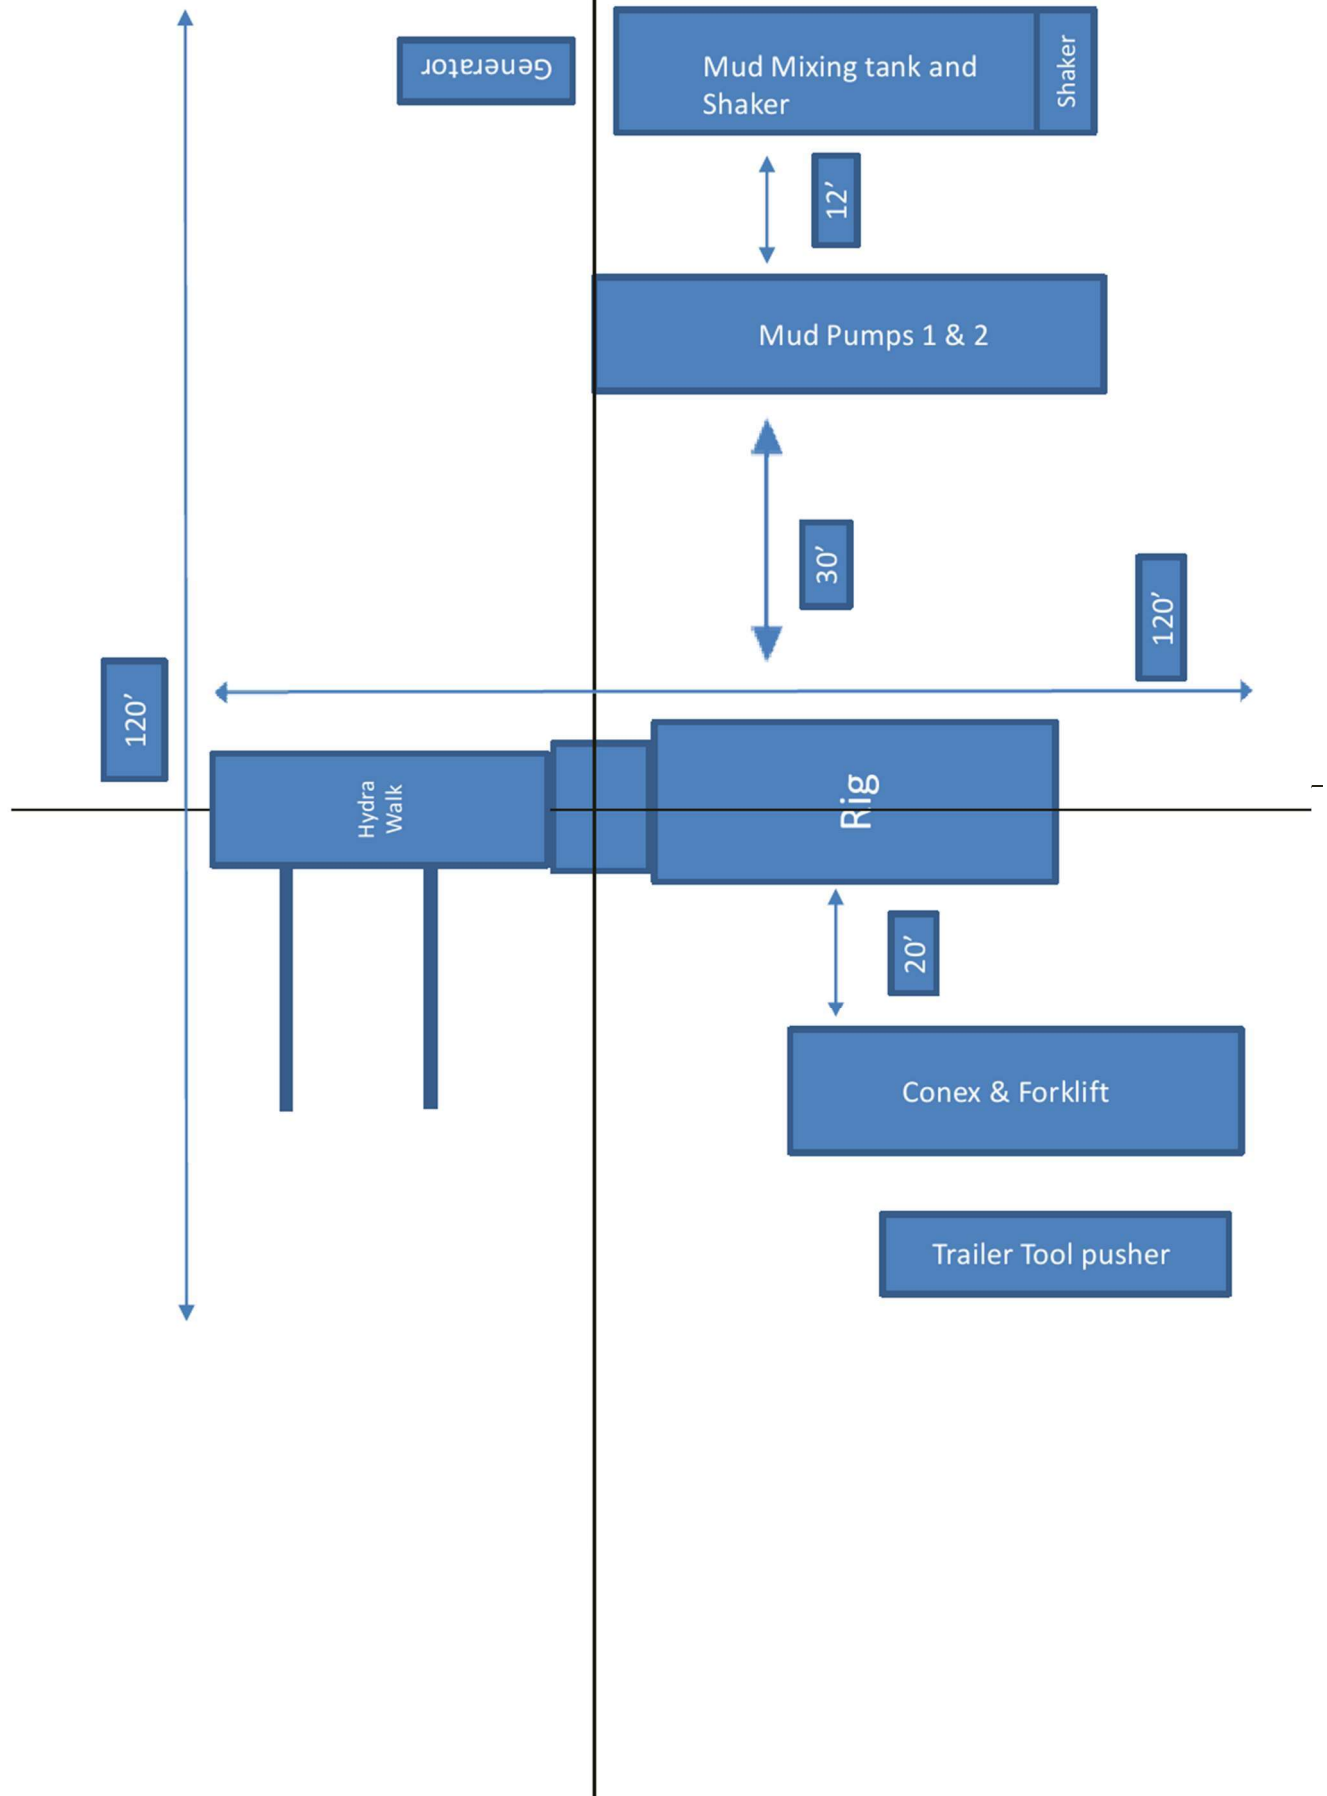 Generator
Mud Mixing tank and
Shaker
Shaker
12’
Mud Pumps 1 & 2
30’
120’
120’
Hydra
Walk
Rig
20’
Conex & Forklift
Trailer Tool pusher